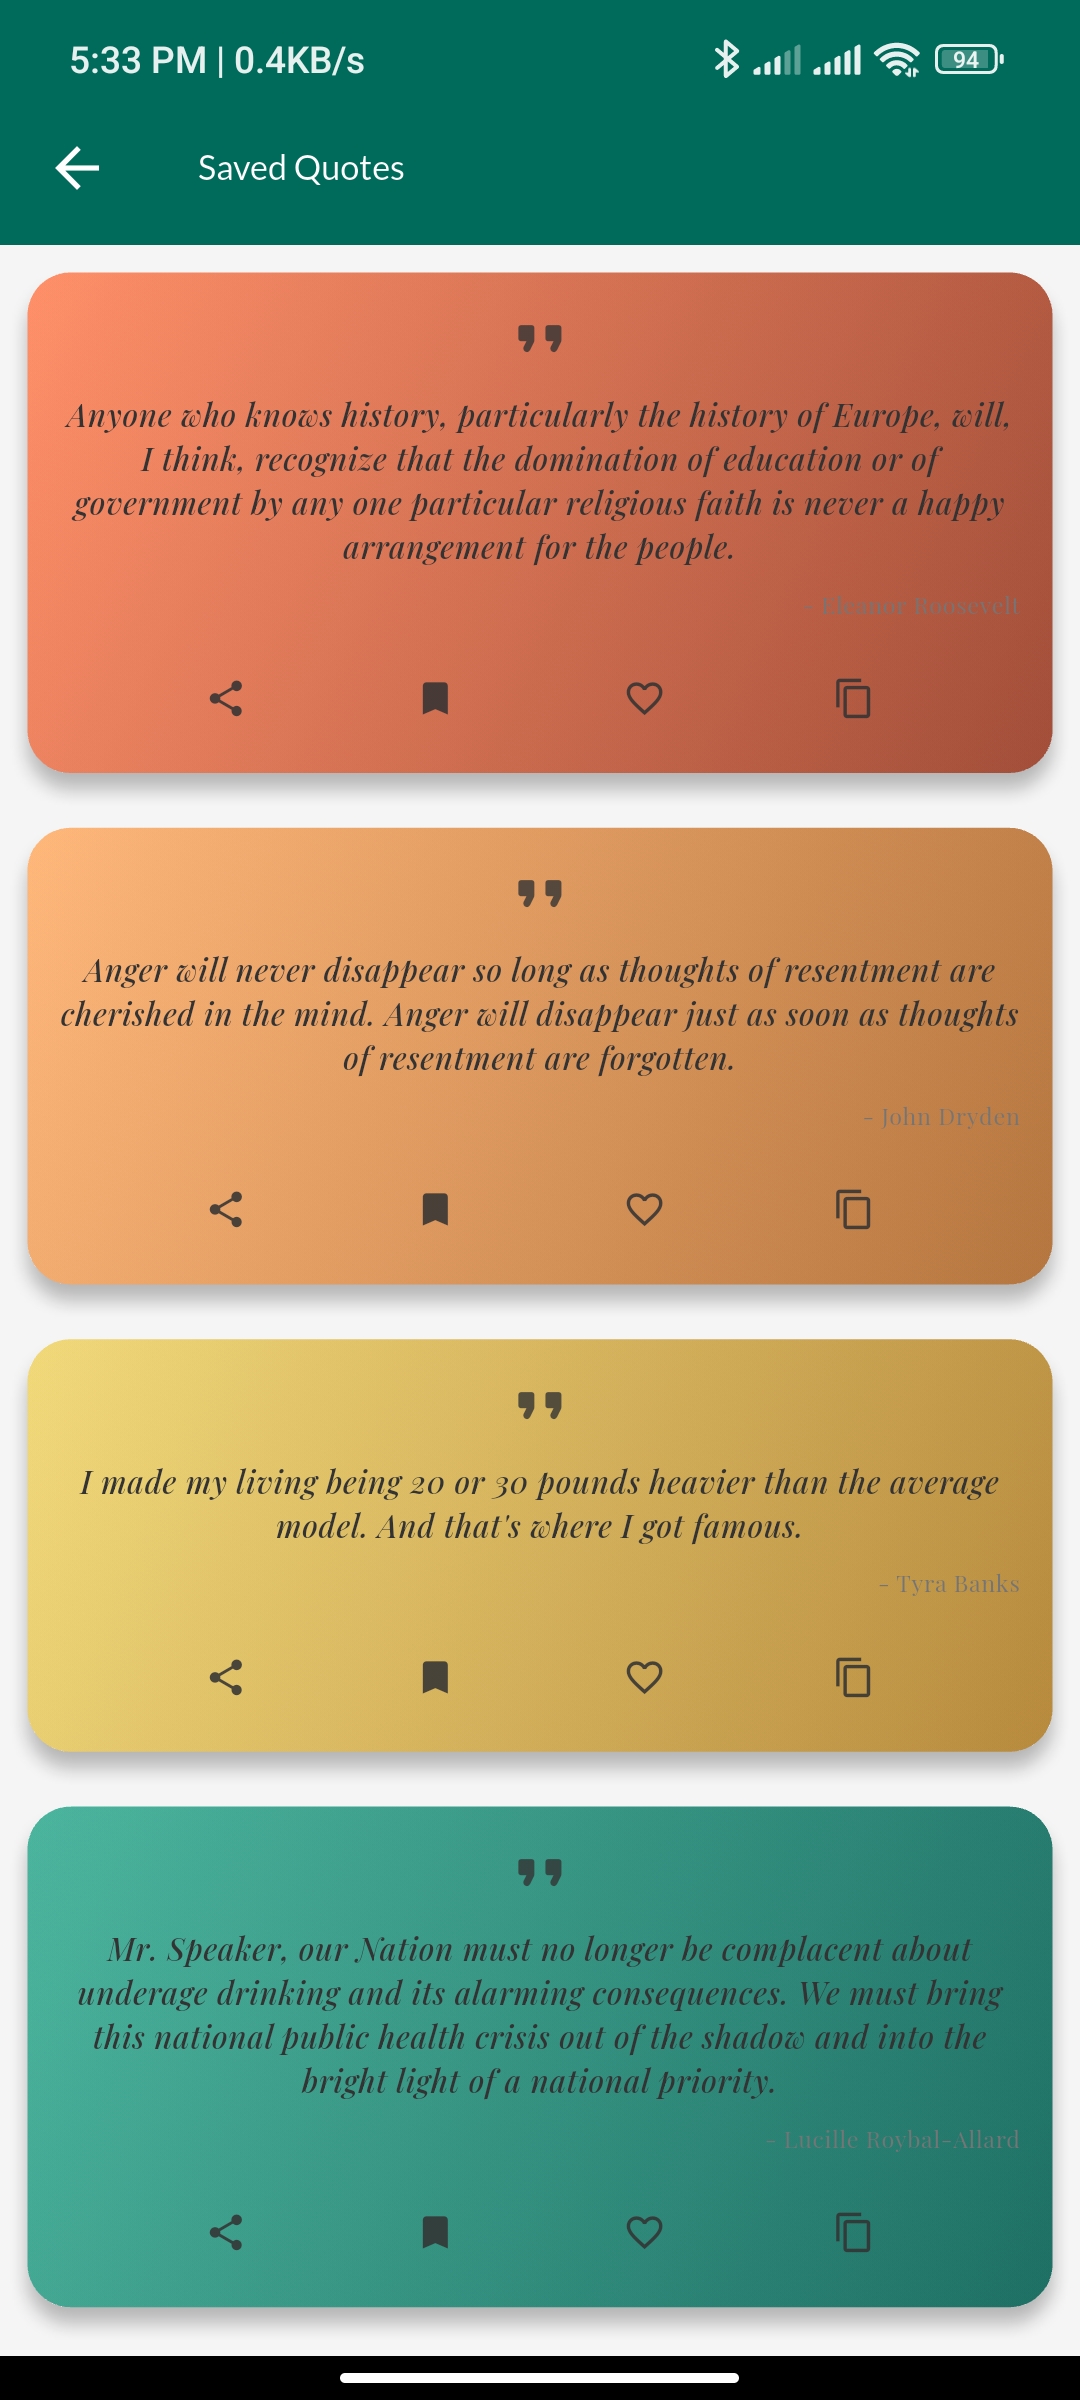 5:33 PM | 0.4KB/s
94
Saved Quotes
Anyone who knows history, particularly the history of Europe, will,
I think, recognize that the domination of education or of
government by any one particular religious faith is never a happy
arrangement for the people.
- Eleanor Roosevelt
Anger will never disappear so long as thoughts of resentment are
cherished in the mind. Anger will disappear just as soon as thoughts
of resentment are forgotten.
- John Dryden
I made my living being 20 or 30 pounds heavier than the average
model. And that's where I got famous.
- Tyra Banks
Mr. Speaker, our Nation must no longer be complacent about
underage drinking and its alarming consequences. We must bring
this national public health crisis out of the shadow and into the
bright light of a national priority.
- Lucille Roybal-Allard